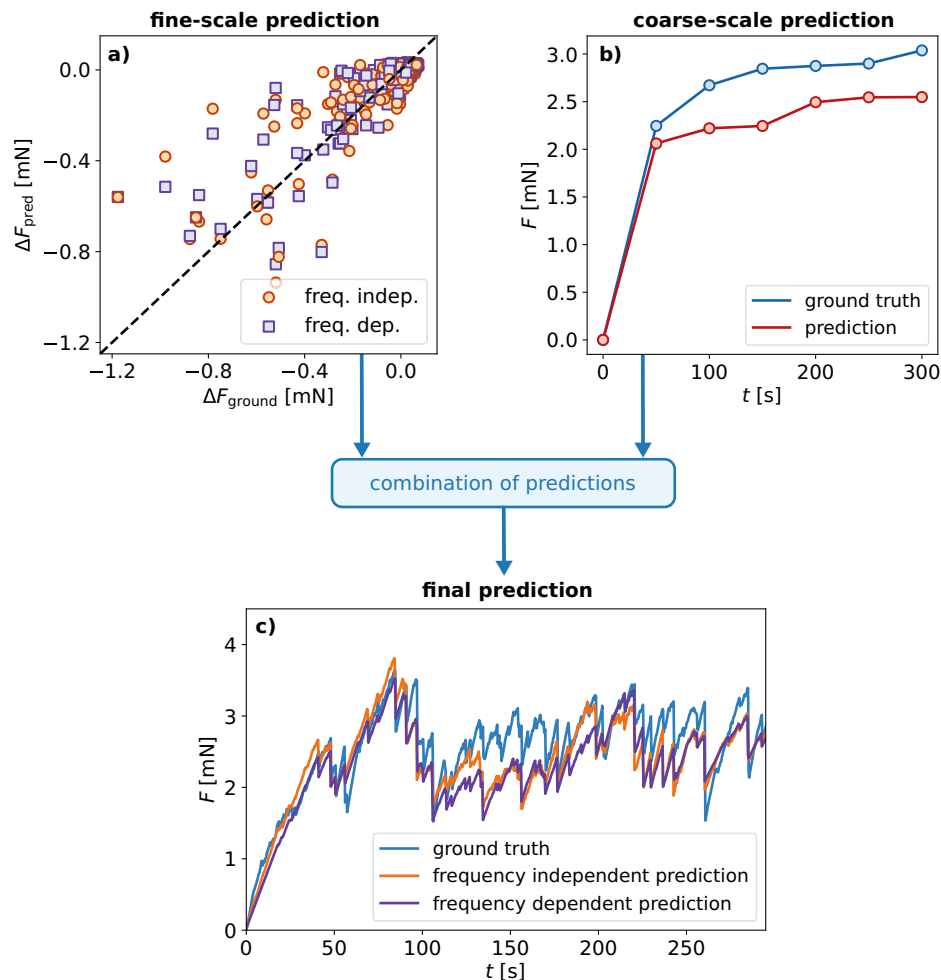 fine-scale prediction
coarse-scale prediction
a)
0.0
−0.4
−0.8
−1.2
ΔFpred [mN]
freq. indep.
freq. dep.
−1.2
−0.8
−0.4
0.0
ΔFground [mN]
b)
3.0
2.5
2.0
1.5
1.0
0.5
0.0
F [mN]
ground truth
prediction
0
100
200
300
t [s]
combination of predictions
final prediction
c)
4
3
2
1
0
F [mN]
ground truth
frequency independent prediction
frequency dependent prediction
0
50
100
150
200
250
t [s]